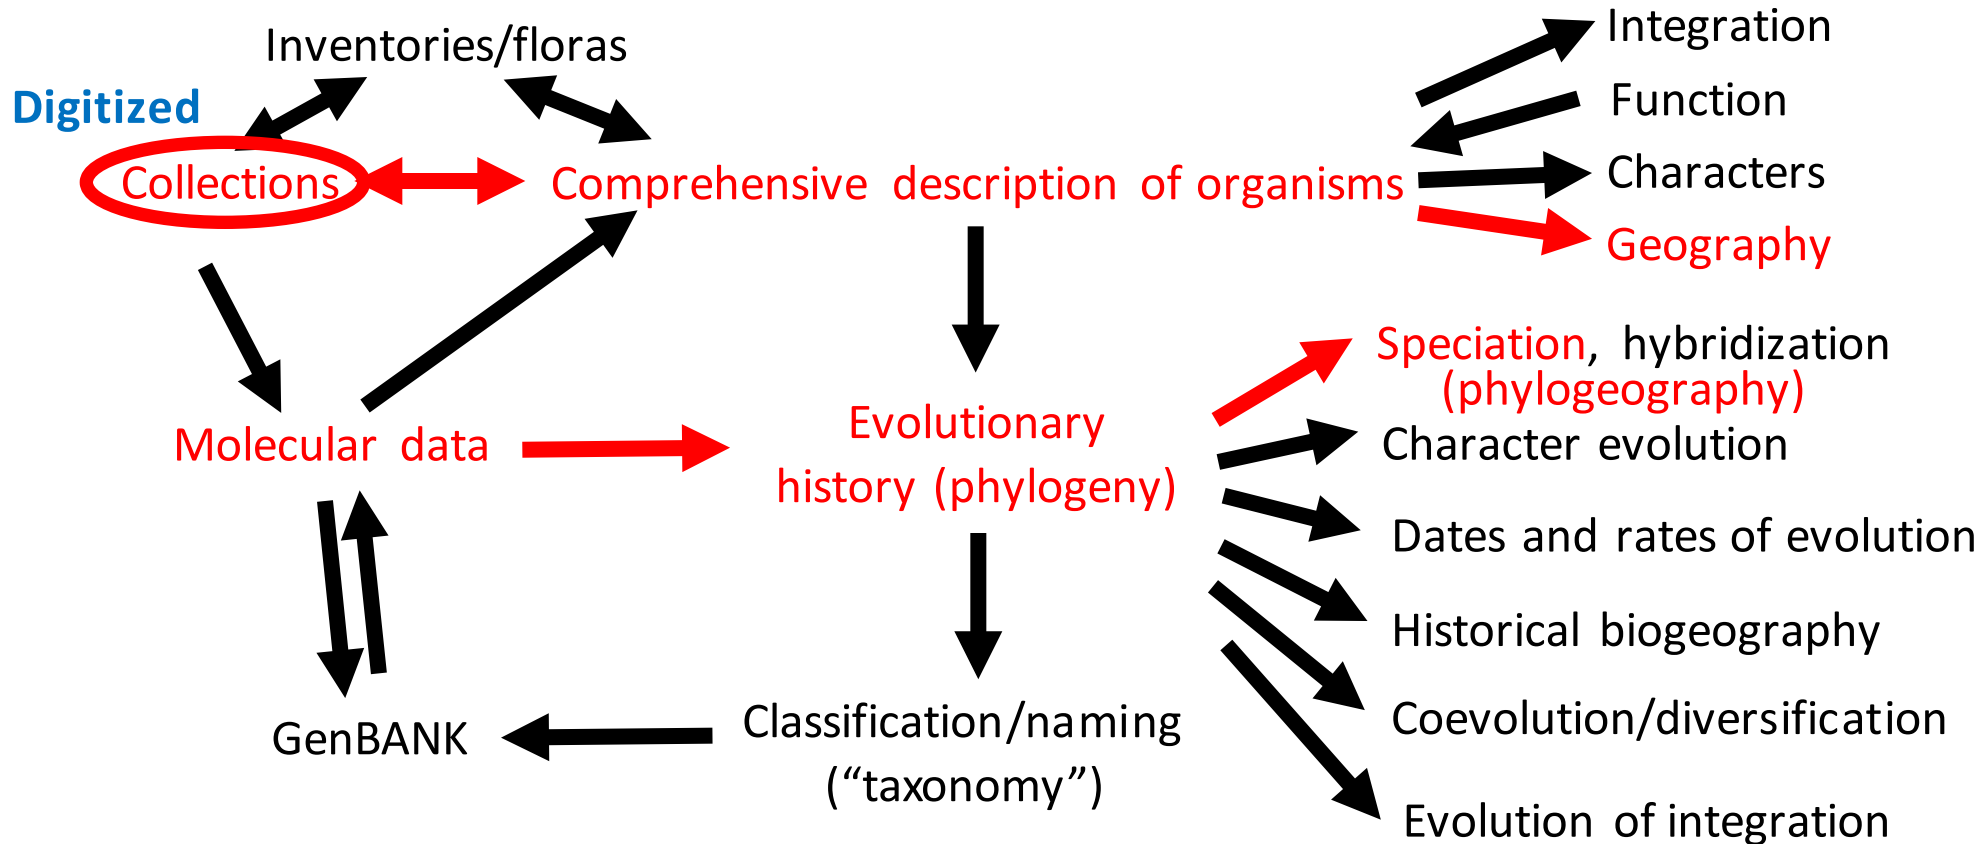 Inventories/floras
Digitized
Collections
Comprehensive description of organisms
Integration
Function
Characters
Geography
Molecular data
Evolutionary
history (phylogeny)
Speciation, hybridization
(phylogeography)
Character evolution
Dates and rates of evolution
Historical biogeography
Coevolution/diversification
Evolution of integration
GenBANK
Classification/naming
(“taxonomy”)